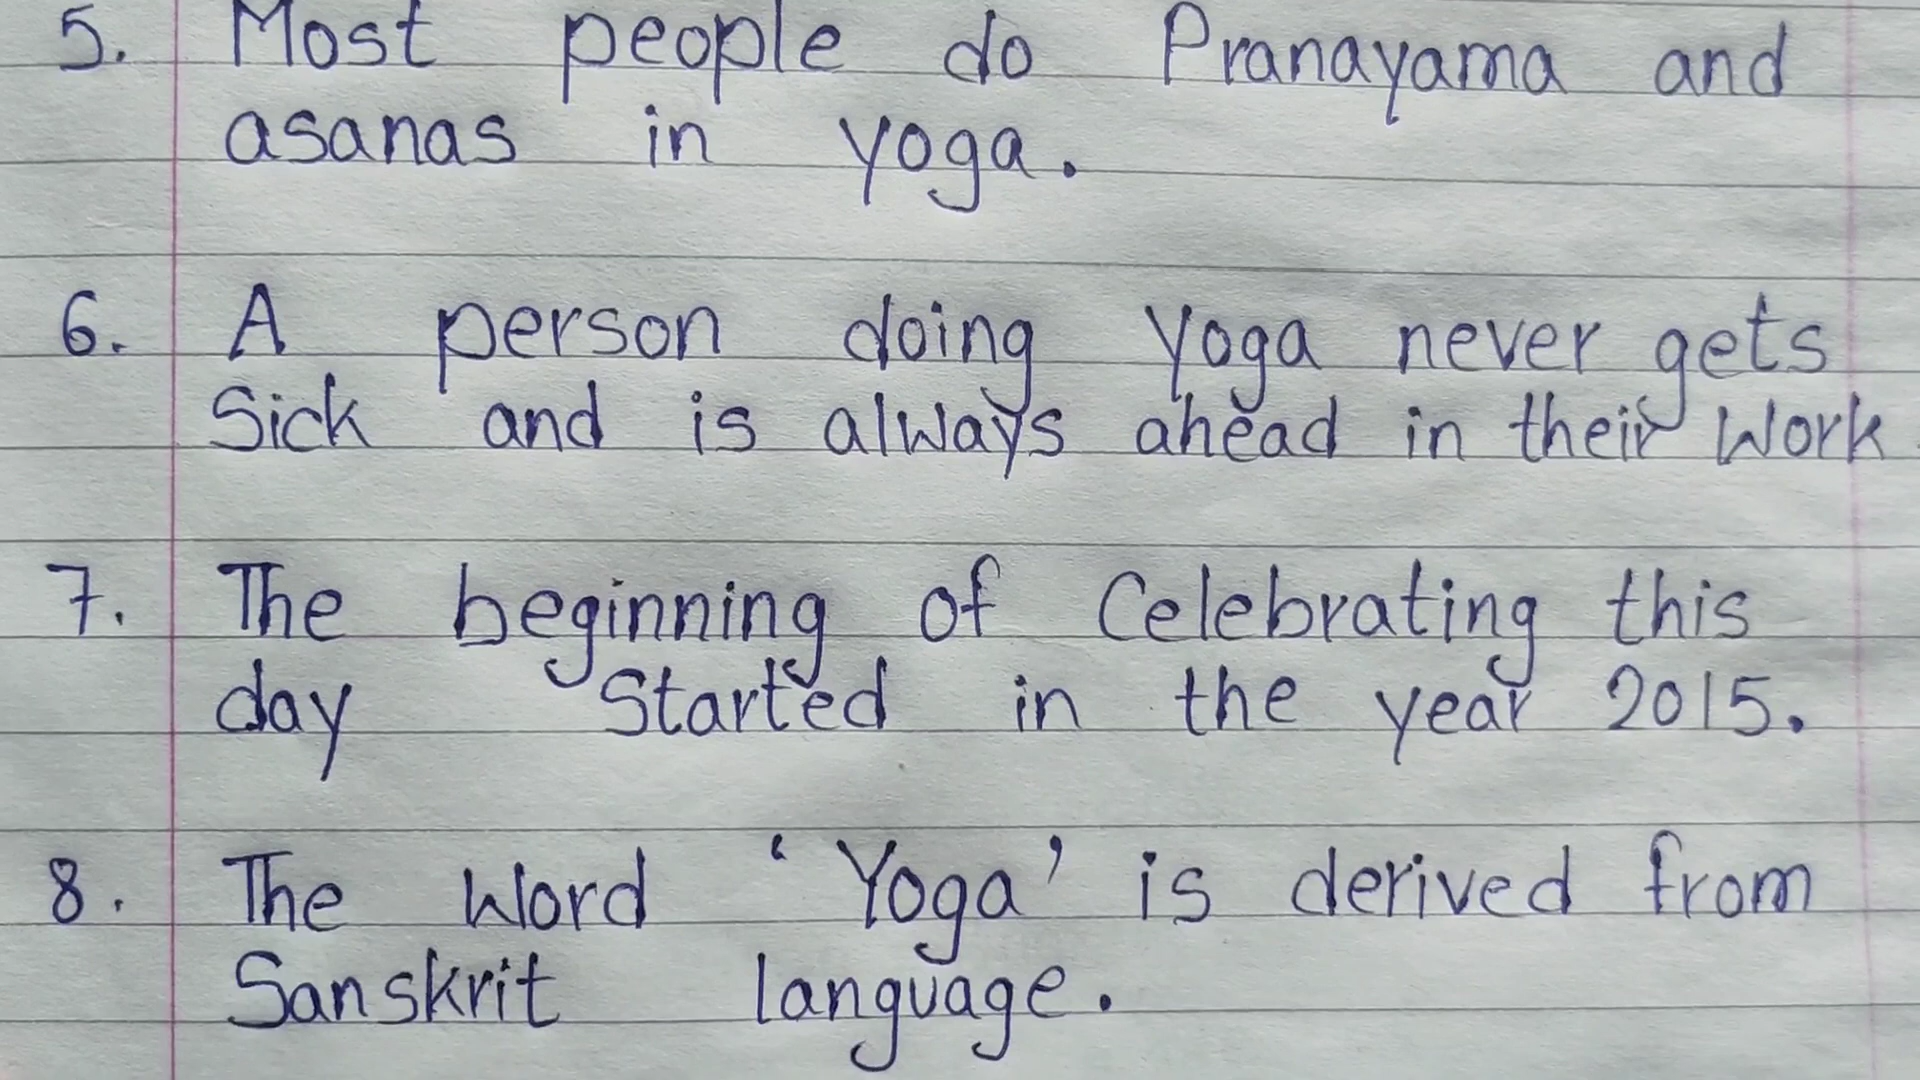 5. Most people do Pranayama and
asanas in yoga.
6. A person doing yoga never gets
Sick and is always ahead in their Work.
7. The beginning of Celebrating this
day Started in the year 2015.
8. The Word ‘Yoga’ is derived from
Sanskrit language.